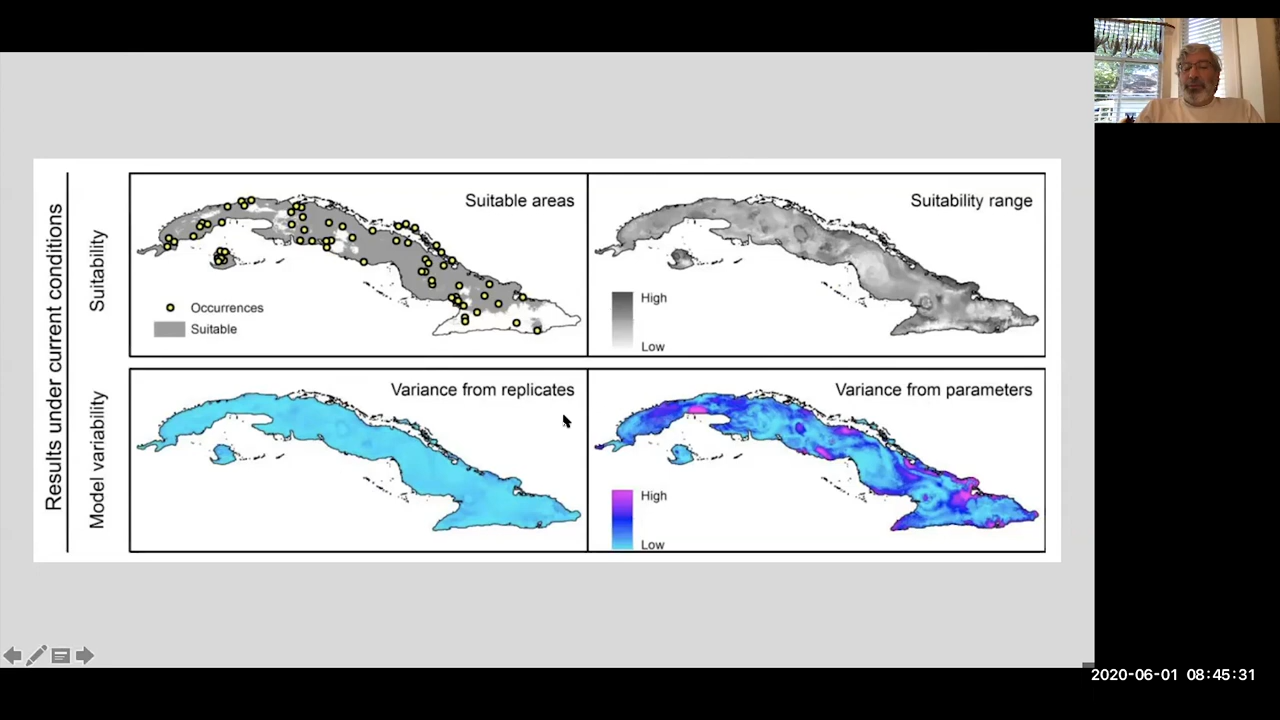 Results under current conditions
Suitability
Suitable areas
Occurrences
Suitable
Suitability range
High
Low
Model variability
Variance from replicates
Variance from parameters
High
Low
2020-06-01 08:45:31